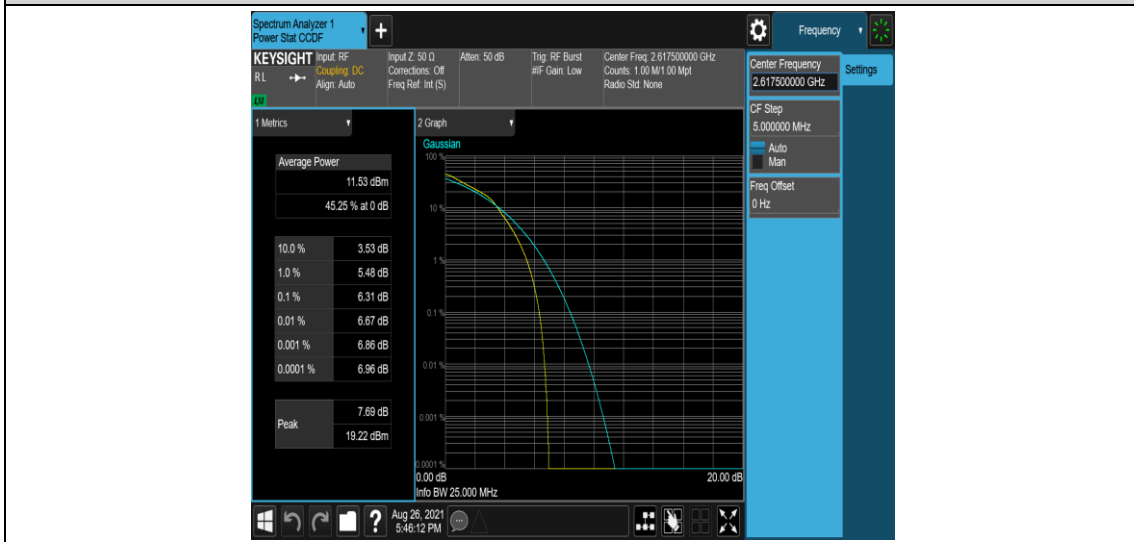 Spectrum Analyzer 1
Power Stat CCDF
+
Frequency
KEYSIGHT
RL
LXI
Input: RF
Coupling: DC
Align: Auto
Input Z: 50 Ω
Corrections: Off
Freq Ref: Int (S)
Atten: 50 dB
Trig: RF Burst
#IF Gain: Low
Center Freq: 2.617500000 GHz
Counts: 1.00 M/1.00 Mpt
Radio Std: None
Center Frequency
2.617500000 GHz
Settings
CF Step
5.000000 MHz
Auto
Man
Freq Offset
0 Hz
1 Metrics
Average Power
11.53 dBm
45.25 % at 0 dB
10.0 % 3.53 dB
1.0 % 5.48 dB
0.1 % 6.31 dB
0.01 % 6.67 dB
0.001 % 6.86 dB
0.0001 % 6.96 dB
Peak 7.69 dB
19.22 dBm
2 Graph
Gaussian
100 %
10 %
1 %
0.1 %
0.01 %
0.001 %
0.0001 %
0.00 dB 20.00 dB
Info BW 25.000 MHz
?
Aug 26, 2021
5:46:12 PM